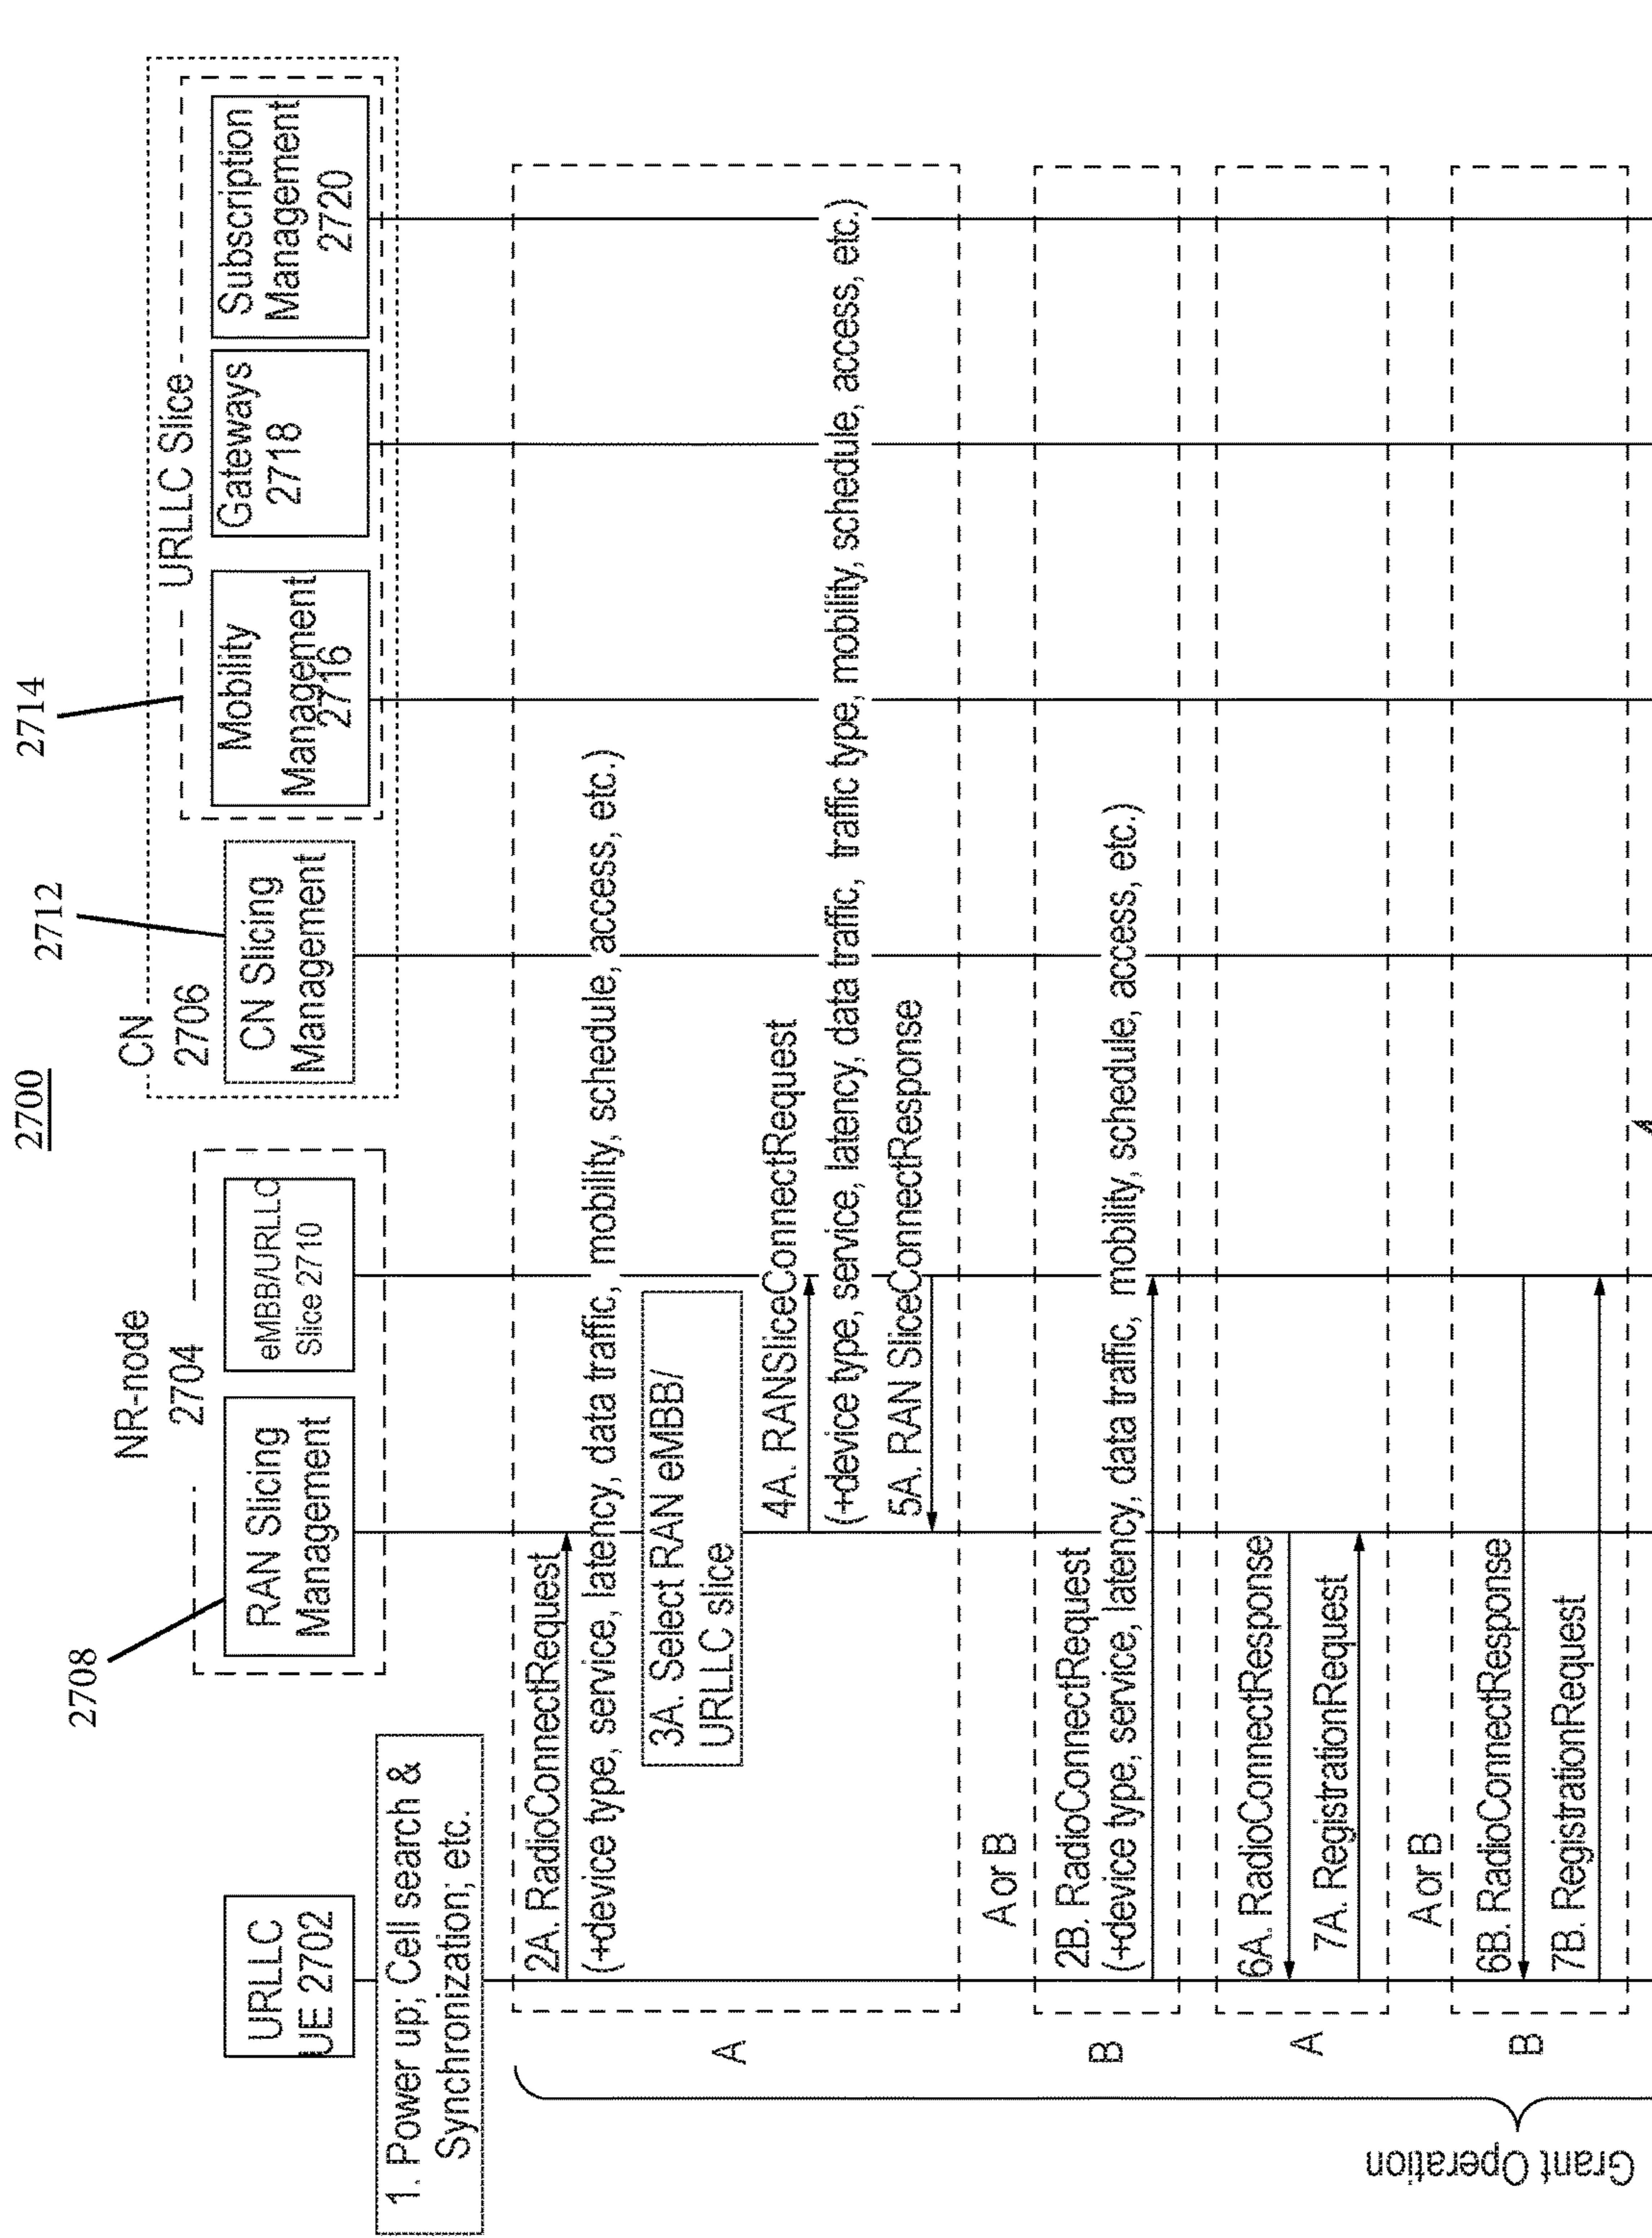 2700
2714
2712
2708
CN
2706
URLLC Slice
NR-node
2704
URLLC
UE 2702
RAN Slicing
Management
eMBB/URLLC
Slice 2710
CN Slicing
Management
Mobility
Management
2716
Gateways
2718
Subscription
Management
2720
1. Power up; Cell search &
Synchronization; etc.
A
2A. RadioConnectRequest
(+device type, service, latency, data traffic, mobility, schedule, access, etc.)
3A. Select RAN eMBB/
URLLC slice
4A. RANSliceConnectRequest
(+device type, service, latency, data traffic, traffic type, mobility, schedule, access, etc.)
5A. RAN SliceConnectResponse
A or B
B
2B. RadioConnectRequest
(+device type, service, latency, data traffic, mobility, schedule, access, etc.)
A
6A. RadioConnectResponse
7A. RegistrationRequest
A or B
B
6B. RadioConnectResponse
7B. RegistrationRequest
Grant Operation